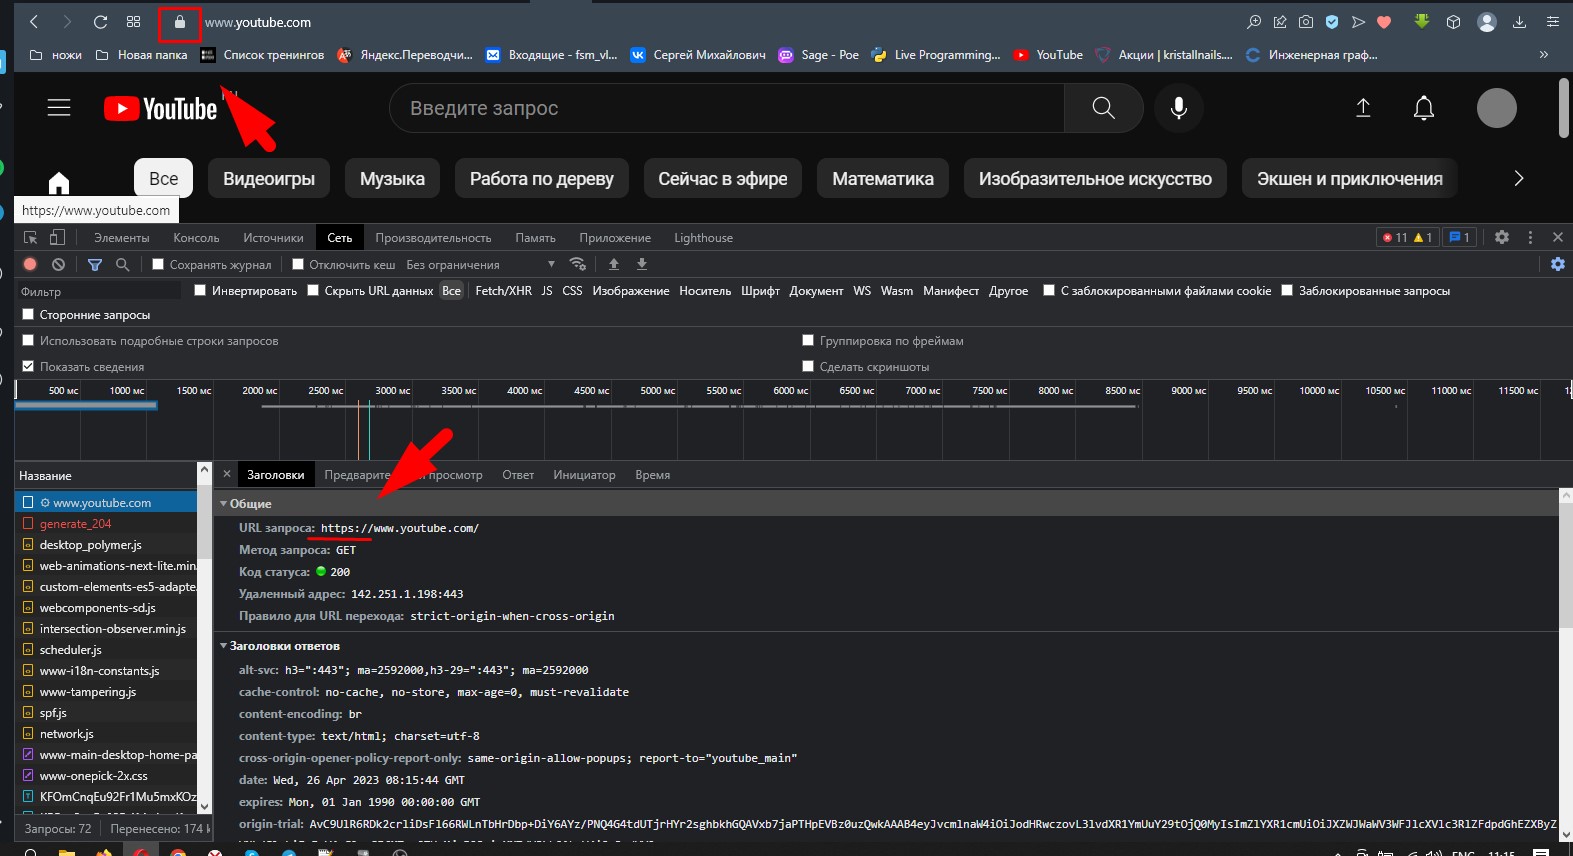 www.youtube.com
ножи
Новая папка
Список тренингов
Яндекс.Переводчи...
Входящие - fsm_vl...
Сергей Михайлович
Sage - Poe
Live Programming...
YouTube
Акции | kristallnails....
Инженерная граф...
»
YouTube
Введите запрос
Все
Видеоигры
Музыка
Работа по дереву
Сейчас в эфире
Математика
Изобразительное искусство
Экшен и приключения
https://www.youtube.com
Элементы
Консоль
Источники
Сеть
Производительность
Память
Приложение
Lighthouse
11
1
1
Сохранять журнал
Отключить кеш
Без ограничения
Фильтр
Инвертировать
Скрыть URL данных
Все
Fetch/XHR
JS
CSS
Изображение
Носитель
Шрифт
Документ
WS
Wasm
Манифест
Другое
С заблокированными файлами cookie
Заблокированные запросы
Сторонние запросы
Использовать подробные строки запросов
Группировка по фреймам
Показать сведения
Сделать скриншоты
500 мс
1000 мс
1500 мс
2000 мс
2500 мс
3000 мс
3500 мс
4000 мс
4500 мс
5000 мс
5500 мс
6000 мс
6500 мс
7000 мс
7500 мс
8000 мс
8500 мс
9000 мс
9500 мс
10000 мс
10500 мс
11000 мс
11500 мс
Название
Заголовки
просмотр
Ответ
Инициатор
Время
www.youtube.com
generate_204
desktop_polymer.js
web-animations-next-lite.min.
custom-elements-es5-adapte.
webcomponents-sd.js
intersection-observer.min.js
scheduler.js
www-i18n-constants.js
www-tampering.js
spf.js
network.js
www-main-desktop-home-pa
www-onepick-2x.css
KFOmCnqEu92Fr1Mu5mxKOz
Запросы: 72
Перенесено: 174 k
Общие
URL запроса: https://www.youtube.com/
Метод запроса: GET
Код статуса: 200
Удаленный адрес: 142.251.1.198:443
Правило для URL перехода: strict-origin-when-cross-origin
Заголовки ответов
alt-svc: h3=":443"; ma=2592000,h3-29=":443"; ma=2592000
cache-control: no-cache, no-store, max-age=0, must-revalidate
content-encoding: br
content-type: text/html; charset=utf-8
cross-origin-opener-policy-report-only: same-origin-allow-popups; report-to="youtube_main"
date: Wed, 26 Apr 2023 08:15:44 GMT
expires: Mon, 01 Jan 1990 00:00:00 GMT
origin-trial:
ENG
11:15